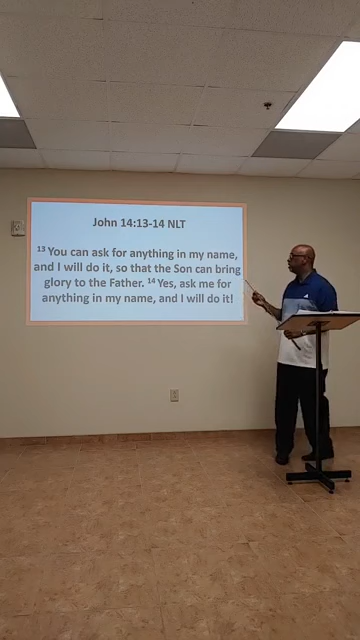 John 14:13-14 NLT
13 You can ask for anything in my name,
and I will do it, so that the Son can bring
glory to the Father. 14 Yes, ask me for
anything in my name, and I will do it!